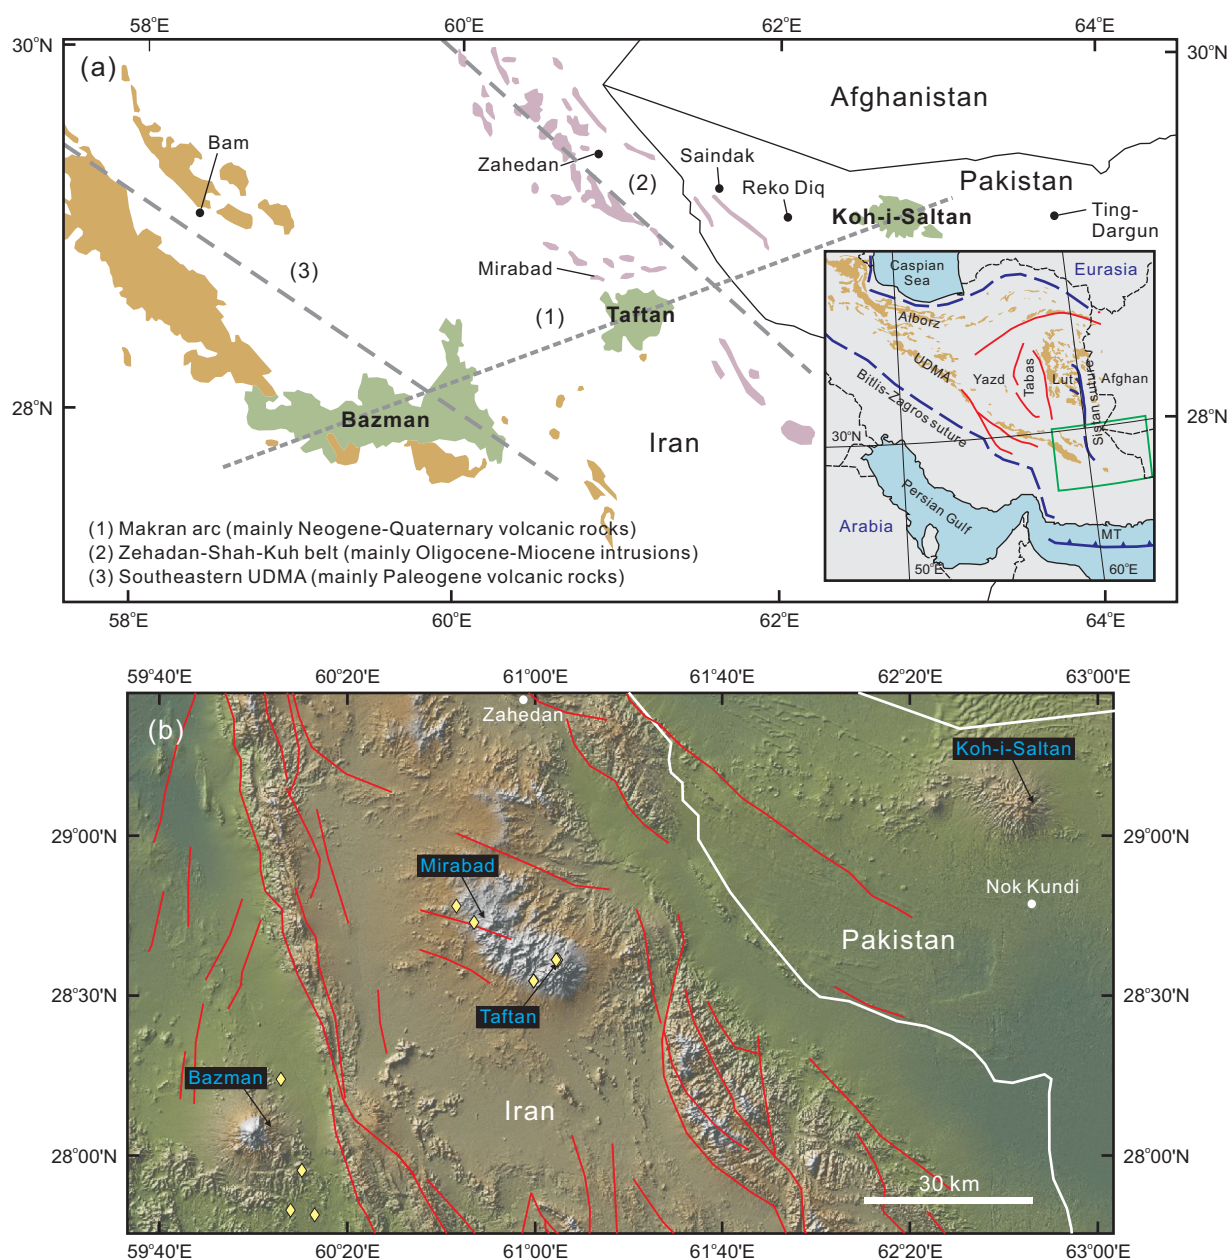 58°E 60°E 62°E 64°E
30°N 30°N
(a)
Afghanistan
Bam
Zahedan
Saindak
(2)
Reko Diq
Pakistan
Koh-i-Saltan
Ting-
Dargun
(3)
Mirabad
(1)
Taftan
28°N 28°N
Bazman
Iran
Caspian
Sea
Eurasia
Alborz
UDMA
Yazd
Tabas
Lut
Afghan
Bitlis-Zagros suture
Sistan suture
30°N
Persian Gulf
Arabia
MT
50°E
60°E
(1) Makran arc (mainly Neogene-Quaternary volcanic rocks)
(2) Zehadan-Shah-Kuh belt (mainly Oligocene-Miocene intrusions)
(3) Southeastern UDMA (mainly Paleogene volcanic rocks)
58°E 60°E 62°E 64°E
59°40'E 60°20'E 61°00'E 61°40'E 62°20'E 63°00'E
(b)
Zahedan
Koh-i-Saltan
29°00'N 29°00'N
Mirabad
Nok Kundi
Pakistan
28°30'N 28°30'N
Taftan
Bazman
Iran
28°00'N 28°00'N
30 km
59°40'E 60°20'E 61°00'E 61°40'E 62°20'E 63°00'E